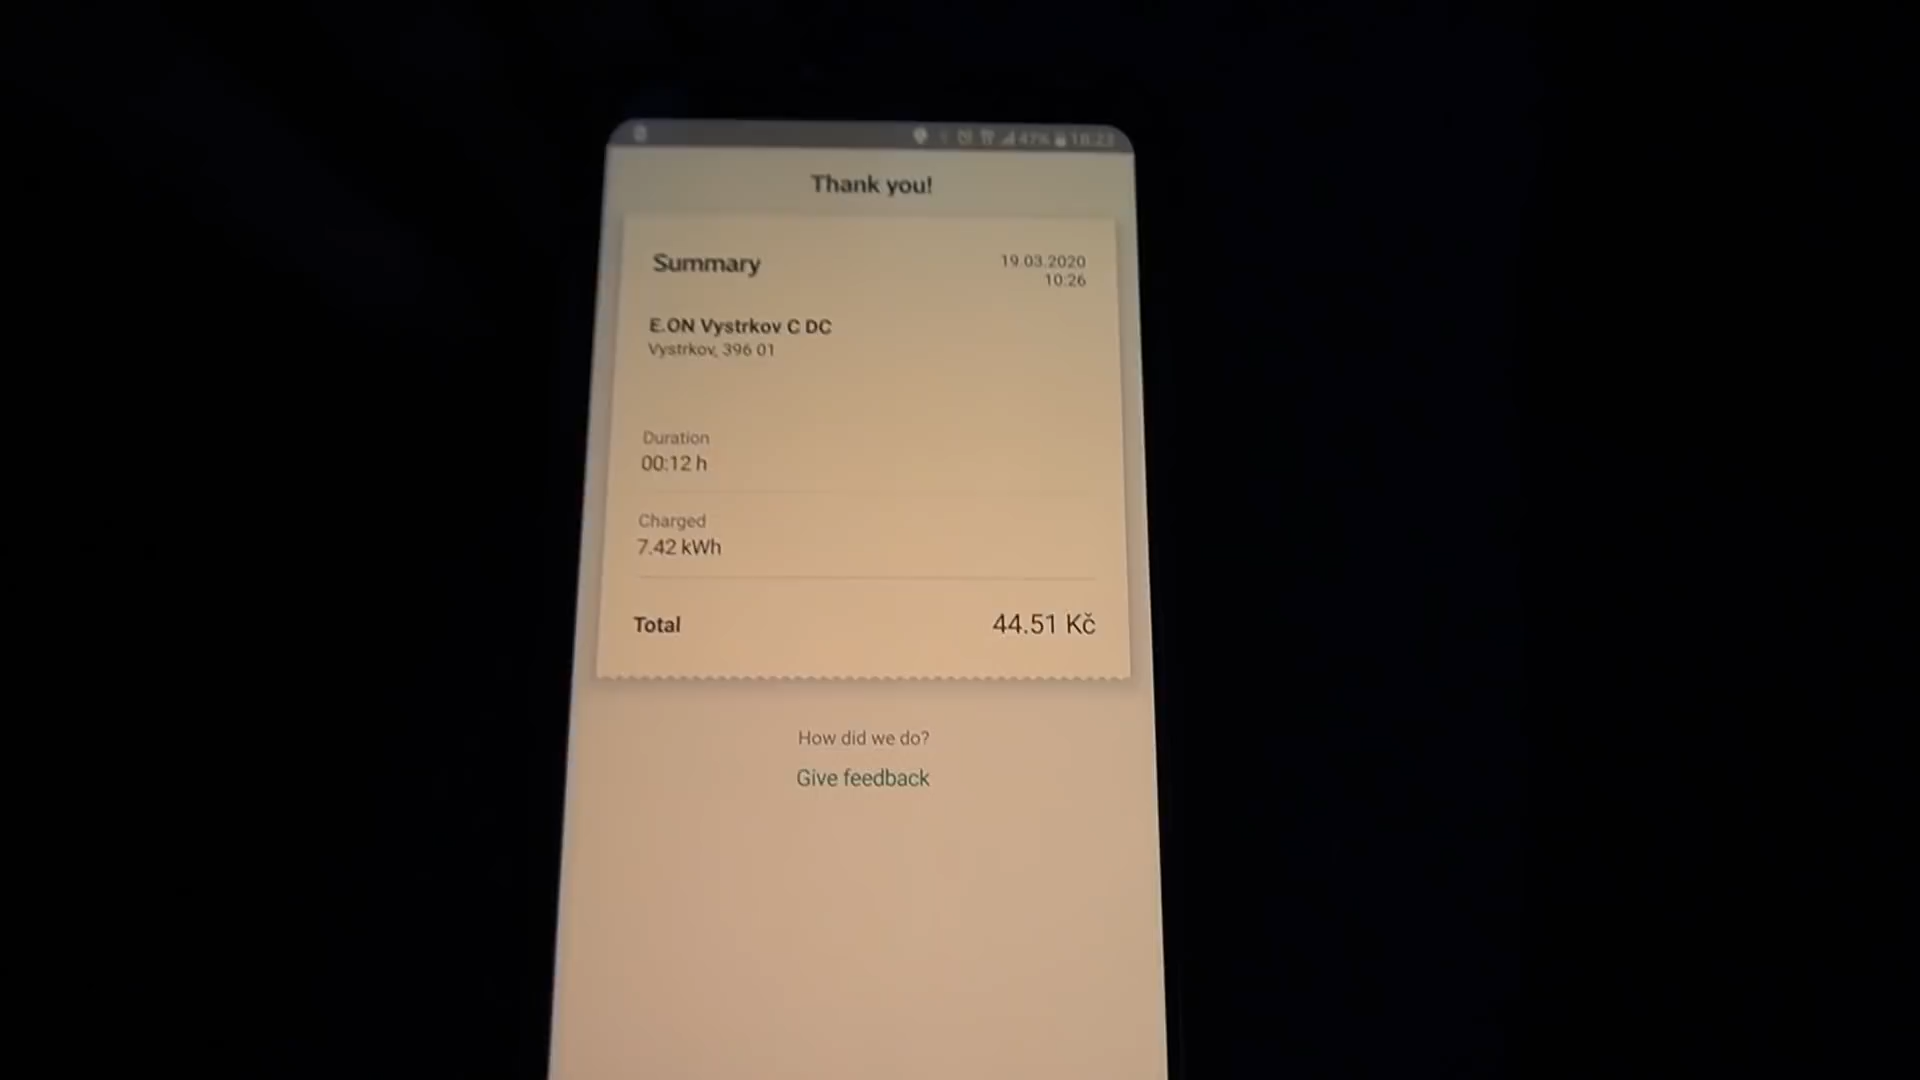 47%
Thank you!
Summary
19.03.2020
10:26
E.ON Vystrkov C DC
Vystrkov, 396 01
Duration
00:12 h
Charged
7.42 kWh
Total
44.51 Kč
How did we do?
Give feedback